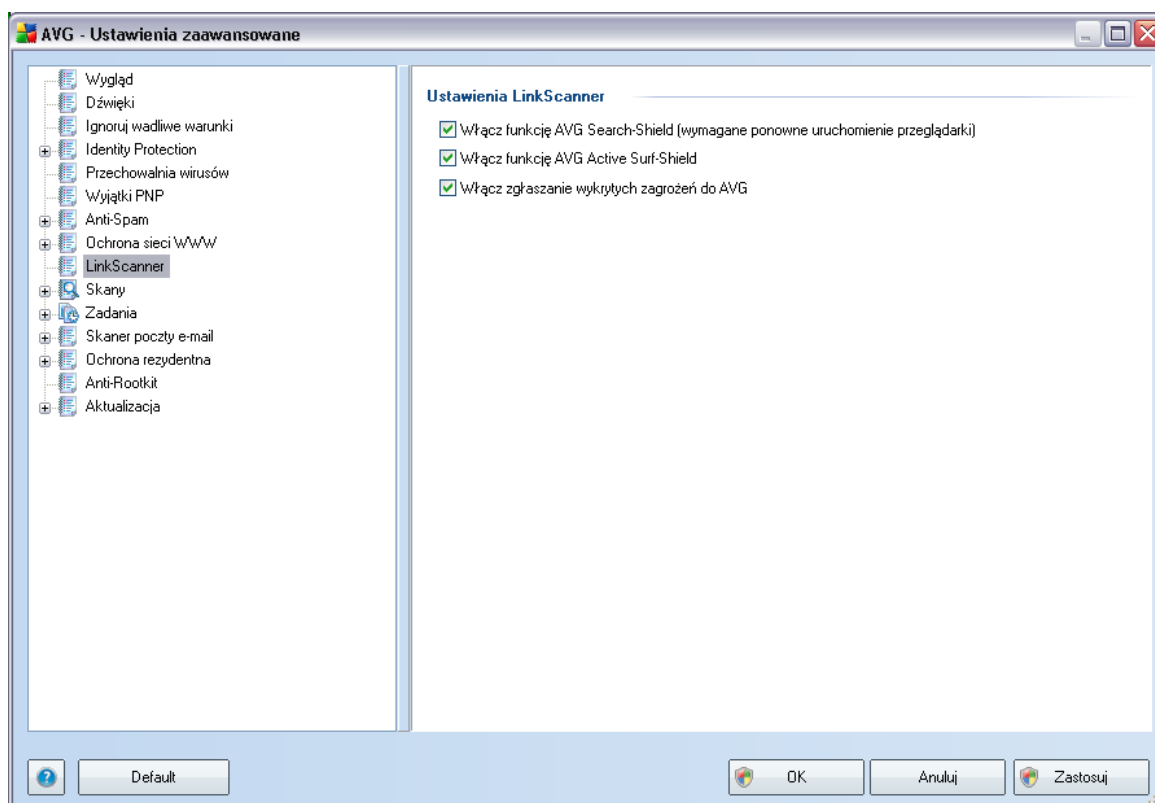 AVG - Ustawienia zaawansowane
Wygląd
Dźwięki
Ignoruj wadliwe warunki
Identity Protection
Przechowalnia wirusów
Wyjątki PNP
Anti-Spam
Ochrona sieci WWW
LinkScanner
Skany
Zadania
Skaner poczty e-mail
Ochrona rezydentna
Anti-Rootkit
Aktualizacja
Ustawienia LinkScanner
Włącz funkcję AVG Search-Shield (wymagane ponowne uruchomienie przeglądarki)
Włącz funkcję AVG Active Surf-Shield
Włącz zgłaszanie wykrytych zagrożeń do AVG
Default
OK
Anuluj
Zastosuj